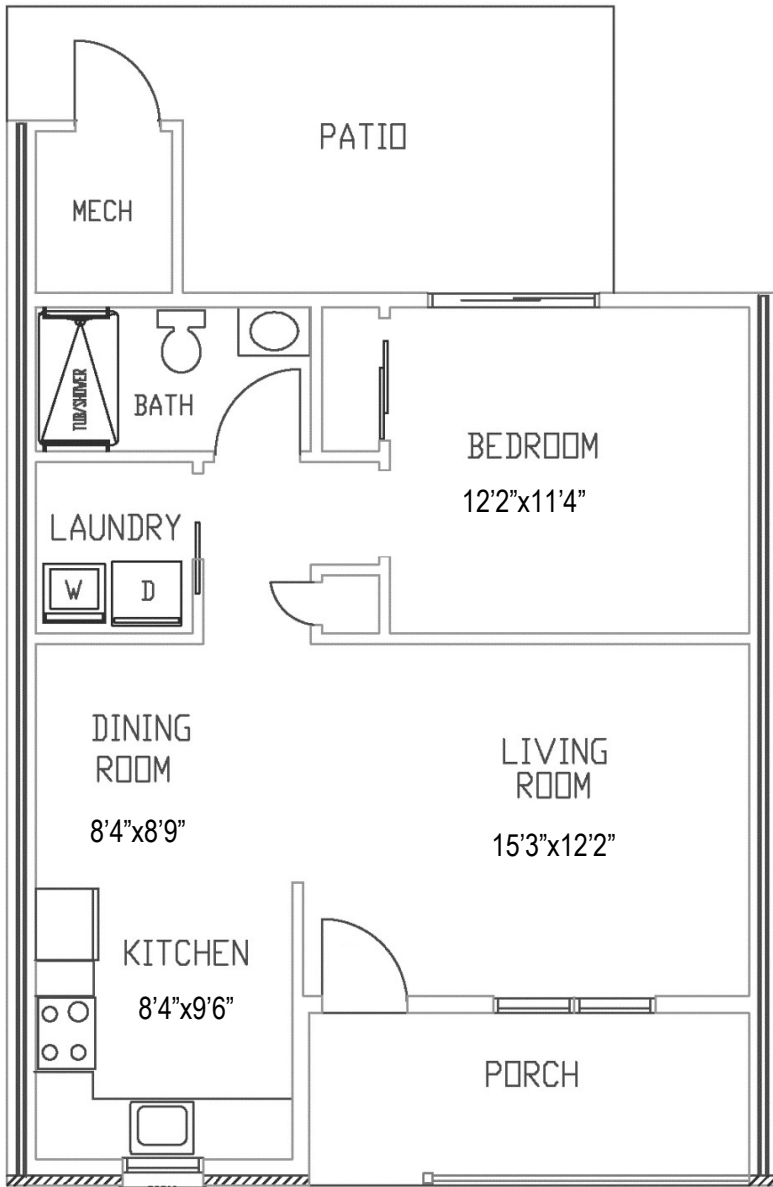 PATIO
MECH
TUB/SHOWER
BATH
BEDROOM
12’2”x11’4”
LAUNDRY
W
D
DINING
ROOM
8’4”x8’9”
LIVING
ROOM
15’3”x12’2”
KITCHEN
8’4”x9’6”
PORCH